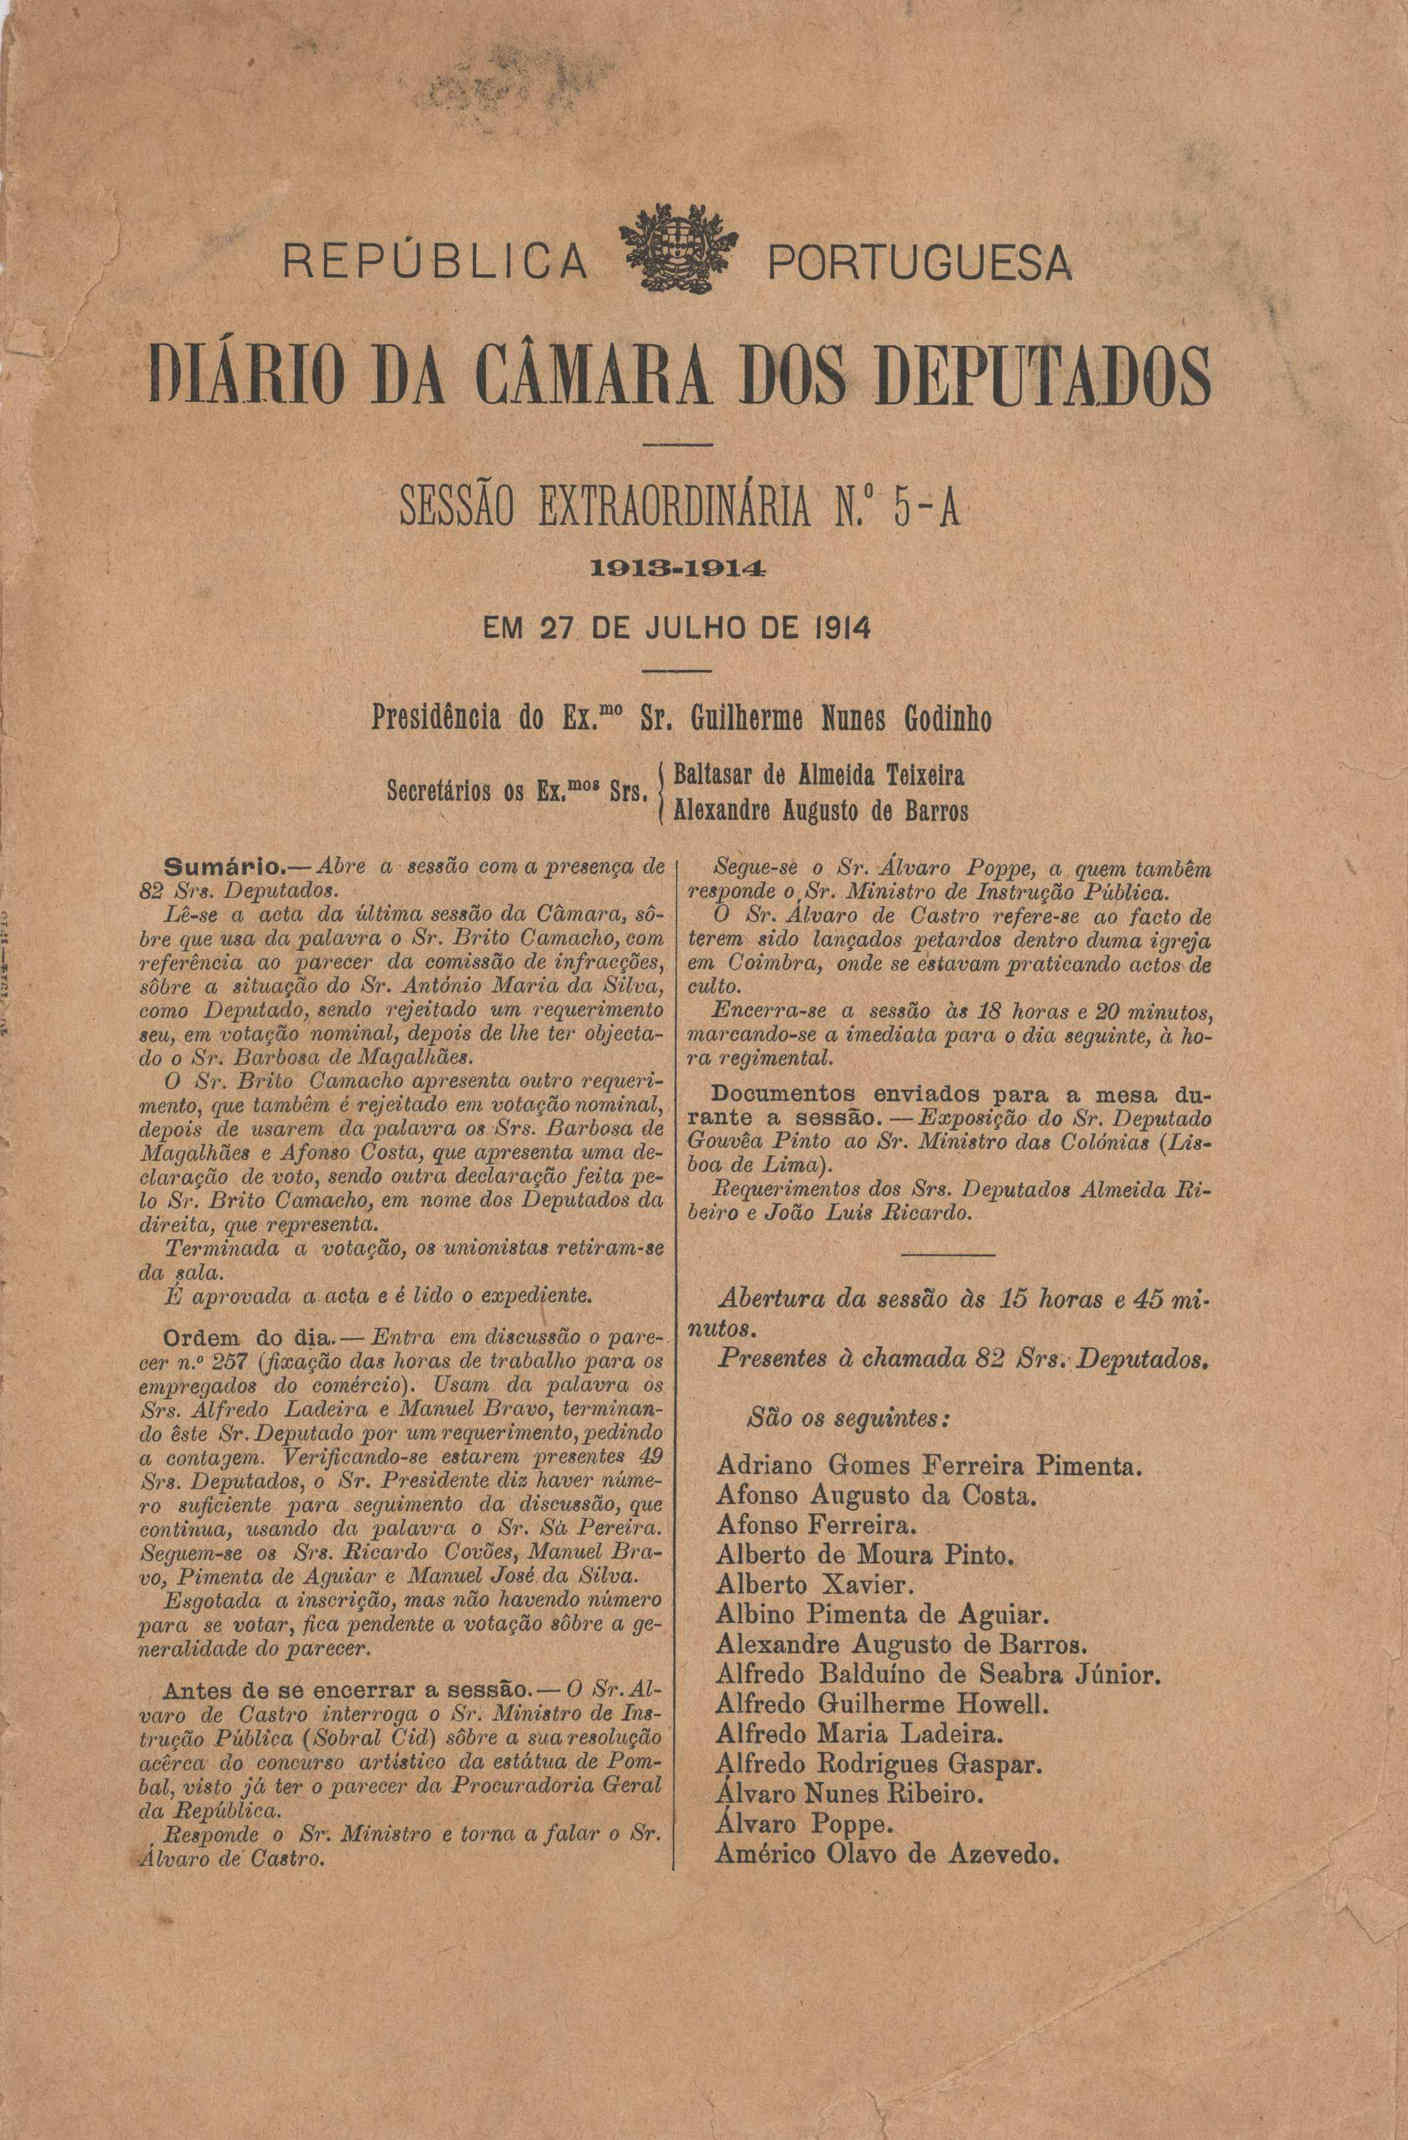 REPÚBLICA PORTUGUESA
DIÁRIO DA CÂMARA DOS DEPUTADOS
SESSÃO EXTRAORDINÁRIA N.º 5-A
1913-1914
EM 27 DE JULHO DE 1914
Presidência do Ex.mo Sr. Guilherme Nunes Godinho
Secretários os Ex.mos Srs.
Baltasar de Almeida Teixeira
Alexandre Augusto de Barros
Sumário.—Abre a sessão com a presença de
82 Srs. Deputados.
Lê-se a acta da última sessão da Câmara, sô-
bre que usa da palavra o Sr. Brito Camacho, com
referência ao parecer da comissão de infracções,
sôbre a situação do Sr. António Maria da Silva,
como Deputado, sendo rejeitado um requerimento
seu, em votação nominal, depois de lhe ter objecta-
do o Sr. Barbosa de Magalhães.
O Sr. Brito Camacho apresenta outro requeri-
mento, que também é rejeitado em votação nominal,
depois de usarem da palavra os Srs. Barbosa de
Magalhães e Afonso Costa, que apresenta uma de-
claração de voto, sendo outra declaração feita pe-
lo Sr. Brito Camacho, em nome dos Deputados da
direita, que representa.
Terminada a votação, os unionistas retiram-se
da sala.
É aprovada a acta e é lido o expediente.
Ordem do dia.—Entra em discussão o pare-
cer n.º 257 (fixação das horas de trabalho para os
empregados do comércio). Usam da palavra os
Srs. Alfredo Ladeira e Manuel Bravo, terminan-
do êste Sr. Deputado por um requerimento, pedindo
a contagem. Verificando-se estarem presentes 49
Srs. Deputados, o Sr. Presidente diz haver núme-
ro suficiente para seguimento da discussão, que
continua, usando da palavra o Sr. Sá Pereira.
Seguem-se os Srs. Ricardo Covões, Manuel Bra-
vo, Pimenta de Aguiar e Manuel José da Silva.
Esgotada a inscrição, mas não havendo número
para se votar, fica pendente a votação sôbre a ge-
neralidade do parecer.
Antes de se encerrar a sessão.—O Sr. Al-
varo de Castro interroga o Sr. Ministro de Ins-
trução Pública (Sobral Cid) sôbre a sua resolução
acêrca do concurso artístico da estátua de Pom-
bal, visto já ter o parecer da Procuradoria Geral
da República.
Responde o Sr. Ministro e torna a falar o Sr.
Álvaro de Castro.
Segue-se o Sr. Álvaro Poppe, a quem também
responde o Sr. Ministro de Instrução Pública.
O Sr. Álvaro de Castro refere-se ao facto de
terem sido lançados petardos dentro duma igreja
em Coimbra, onde se estavam praticando actos de
culto.
Encerra-se a sessão às 18 horas e 20 minutos,
marcando-se a imediata para o dia seguinte, à ho-
ra regimental.
Documentos enviados para a mesa du-
rante a sessão.—Exposição do Sr. Deputado
Gouvêa Pinto ao Sr. Ministro das Colónias (Lis-
boa de Lima).
Requerimentos dos Srs. Deputados Almeida Ri-
beiro e João Luís Ricardo.
Abertura da sessão às 15 horas e 45 mi-
nutos.
Presentes à chamada 82 Srs. Deputados.
São os seguintes:
Adriano Gomes Ferreira Pimenta.
Afonso Augusto da Costa.
Afonso Ferreira.
Alberto de Moura Pinto.
Alberto Xavier.
Albino Pimenta de Aguiar.
Alexandre Augusto de Barros.
Alfredo Balduíno de Seabra Júnior.
Alfredo Guilherme Howell.
Alfredo Maria Ladeira.
Alfredo Rodrigues Gaspar.
Álvaro Nunes Ribeiro.
Álvaro Poppe.
Américo Olavo de Azevedo.